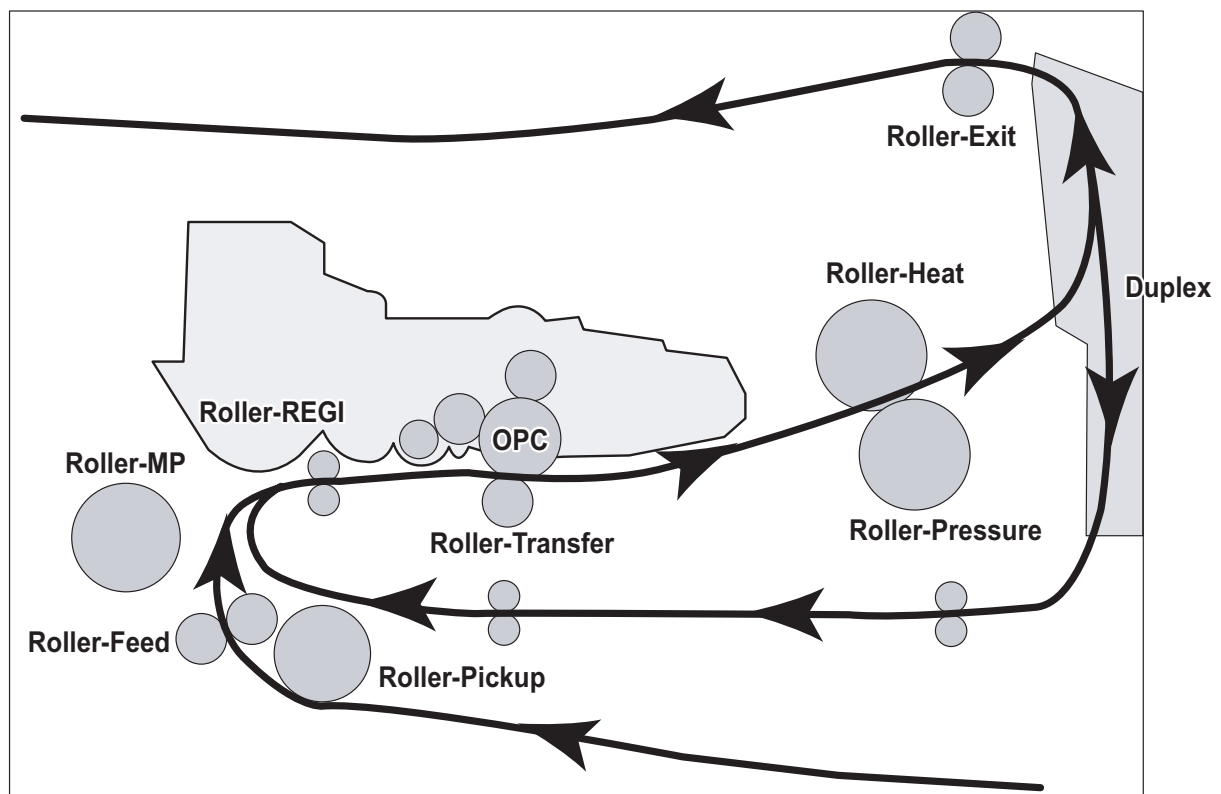 Roller-Exit
Roller-Heat
Duplex
Roller-REGI
OPC
Roller-MP
Roller-Pressure
Roller-Transfer
Roller-Feed
Roller-Pickup